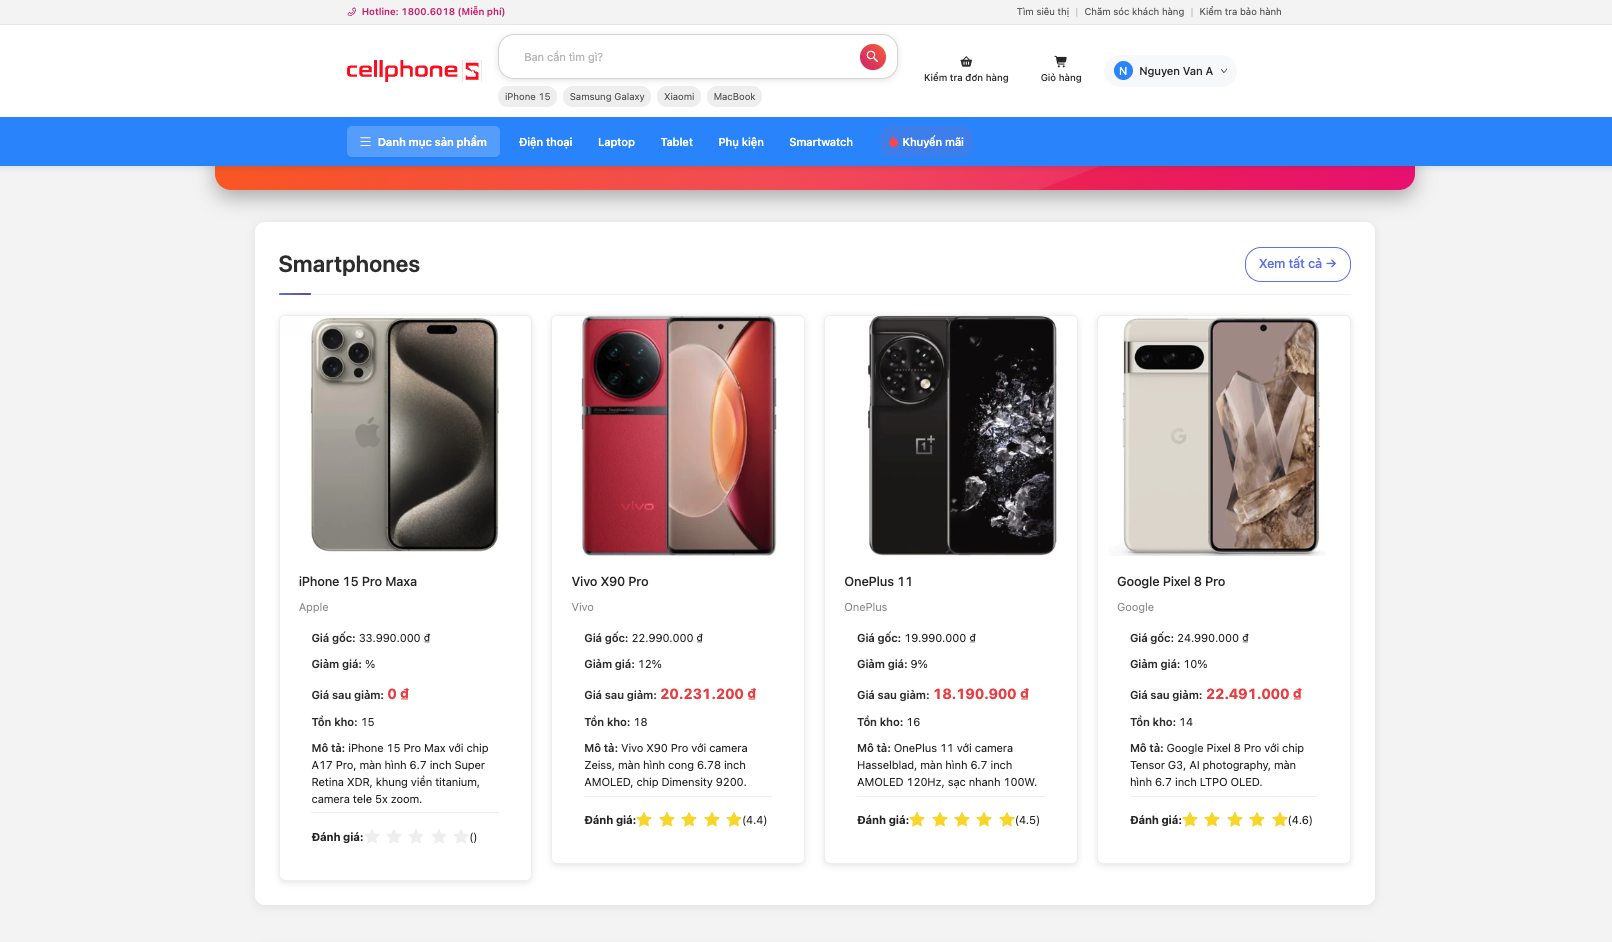 Hotline: 1800.6018 (Miễn phí)
Tìm siêu thị | Chăm sóc khách hàng | Kiểm tra bảo hành
cellphoneS
Bạn cần tìm gì?
iPhone 15 Samsung Galaxy Xiaomi MacBook
Kiểm tra đơn hàng
Giỏ hàng
N Nguyen Van A
Danh mục sản phẩm Điện thoại Laptop Tablet Phụ kiện Smartwatch Khuyến mãi
Smartphones
Xem tất cả →
vivo
iPhone 15 Pro Maxa
Apple
Giá gốc: 33.990.000 ₫
Giảm giá: %
Giá sau giảm: 0 ₫
Tồn kho: 15
Mô tả: iPhone 15 Pro Max với chip
A17 Pro, màn hình 6.7 inch Super
Retina XDR, khung viền titanium,
camera tele 5x zoom.
Đánh giá: ()
Vivo X90 Pro
Vivo
Giá gốc: 22.990.000 ₫
Giảm giá: 12%
Giá sau giảm: 20.231.200 ₫
Tồn kho: 18
Mô tả: Vivo X90 Pro với camera
Zeiss, màn hình cong 6.78 inch
AMOLED, chip Dimensity 9200.
Đánh giá: (4.4)
OnePlus 11
OnePlus
Giá gốc: 19.990.000 ₫
Giảm giá: 9%
Giá sau giảm: 18.190.900 ₫
Tồn kho: 16
Mô tả: OnePlus 11 với camera
Hasselblad, màn hình 6.7 inch
AMOLED 120Hz, sạc nhanh 100W.
Đánh giá: (4.5)
Google Pixel 8 Pro
Google
Giá gốc: 24.990.000 ₫
Giảm giá: 10%
Giá sau giảm: 22.491.000 ₫
Tồn kho: 14
Mô tả: Google Pixel 8 Pro với chip
Tensor G3, AI photography, màn
hình 6.7 inch LTPO OLED.
Đánh giá: (4.6)